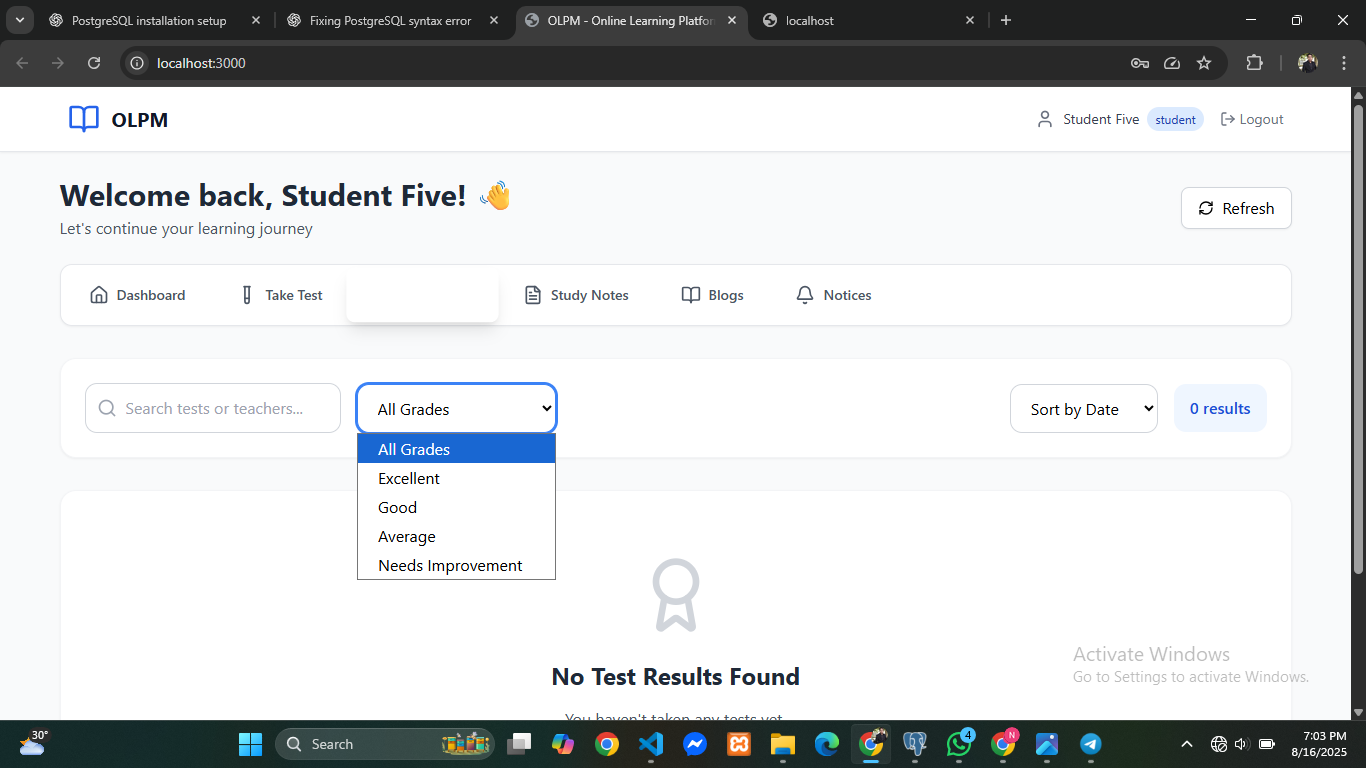 PostgreSQL installation setup
Fixing PostgreSQL syntax error
OLPM - Online Learning Platfor
localhost
localhost:3000
OLPM
Student Five
student
Logout
Welcome back, Student Five! 👋
Let's continue your learning journey
Refresh
Dashboard
Take Test
Study Notes
Blogs
Notices
Search tests or teachers...
All Grades
Sort by Date
0 results
All Grades
Excellent
Good
Average
Needs Improvement
No Test Results Found
You haven't taken any tests yet
Activate Windows
Go to Settings to activate Windows.
30°
Search
4
N
7:03 PM
8/16/2025